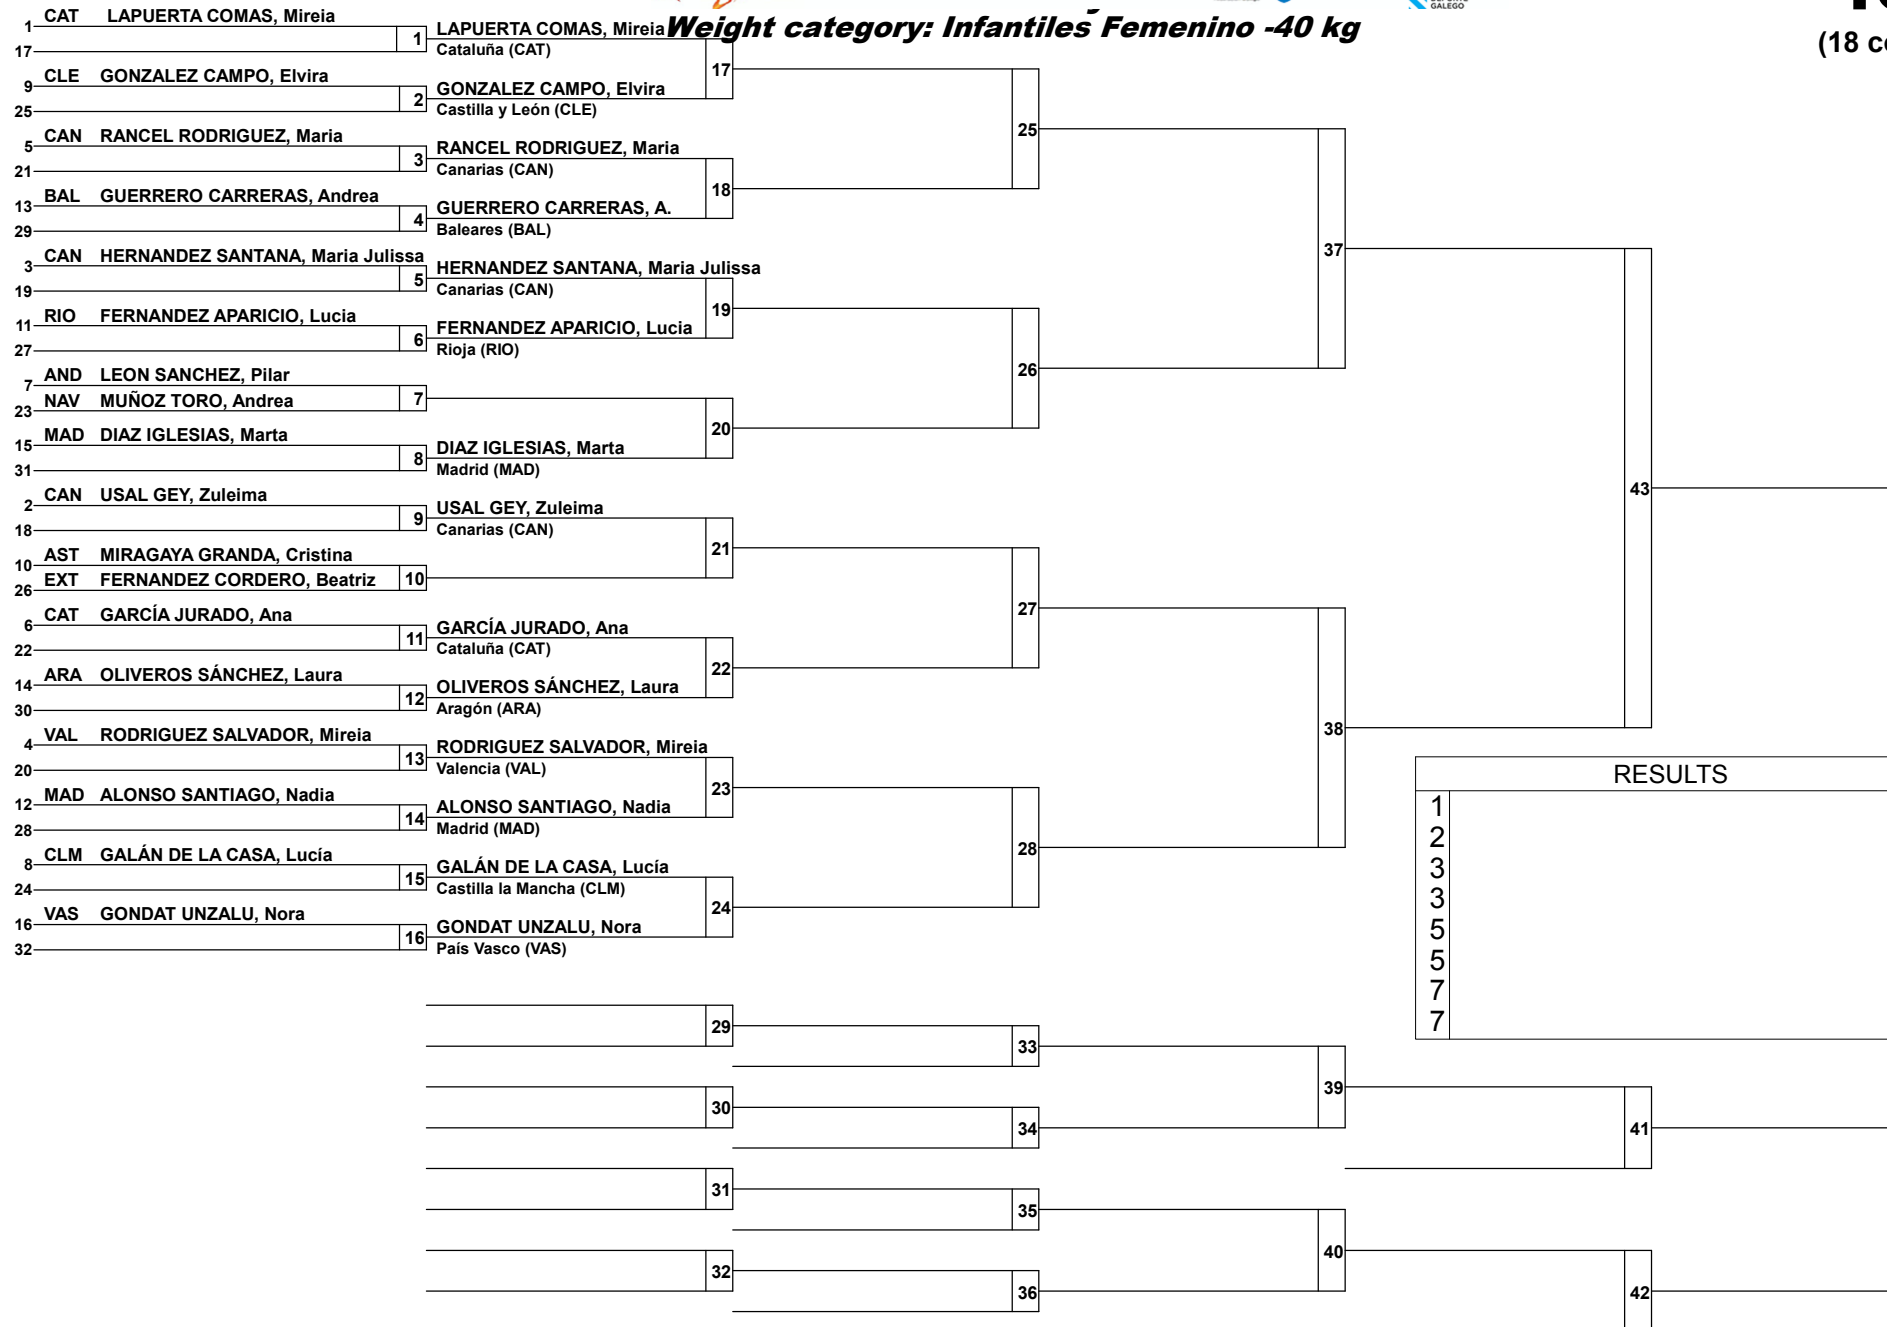 GALEGO
Weight category: Infantiles Femenino -40 kg
(18 c
1 CAT LAPUERTA COMAS, Mireia
17
1
LAPUERTA COMAS, Mireia
Cataluña (CAT)
9 CLE GONZALEZ CAMPO, Elvira
25
2
GONZALEZ CAMPO, Elvira
Castilla y León (CLE)
17
5 CAN RANCEL RODRIGUEZ, Maria
21
3
RANCEL RODRIGUEZ, Maria
Canarias (CAN)
13 BAL GUERRERO CARRERAS, Andrea
29
4
GUERRERO CARRERAS, A.
Baleares (BAL)
18
25
3 CAN HERNANDEZ SANTANA, Maria Julissa
19
5
HERNANDEZ SANTANA, Maria Julissa
Canarias (CAN)
11 RIO FERNANDEZ APARICIO, Lucia
27
6
FERNANDEZ APARICIO, Lucia
Rioja (RIO)
19
7 AND LEON SANCHEZ, Pilar
23 NAV MUÑOZ TORO, Andrea
7
15 MAD DIAZ IGLESIAS, Marta
31
8
DIAZ IGLESIAS, Marta
Madrid (MAD)
20
26
37
2 CAN USAL GEY, Zuleima
18
9
USAL GEY, Zuleima
Canarias (CAN)
10 AST MIRAGAYA GRANDA, Cristina
26 EXT FERNANDEZ CORDERO, Beatriz
10
21
6 CAT GARCÍA JURADO, Ana
22
11
GARCÍA JURADO, Ana
Cataluña (CAT)
14 ARA OLIVEROS SÁNCHEZ, Laura
30
12
OLIVEROS SÁNCHEZ, Laura
Aragón (ARA)
22
27
4 VAL RODRIGUEZ SALVADOR, Mireia
20
13
RODRIGUEZ SALVADOR, Mireia
Valencia (VAL)
12 MAD ALONSO SANTIAGO, Nadia
28
14
ALONSO SANTIAGO, Nadia
Madrid (MAD)
23
8 CLM GALÁN DE LA CASA, Lucía
24
15
GALÁN DE LA CASA, Lucía
Castilla la Mancha (CLM)
16 VAS GONDAT UNZALU, Nora
32
16
GONDAT UNZALU, Nora
País Vasco (VAS)
24
28
38
43
RESULTS
1
2
3
3
5
5
7
7
29
33
30
34
39
41
31
35
32
36
40
42